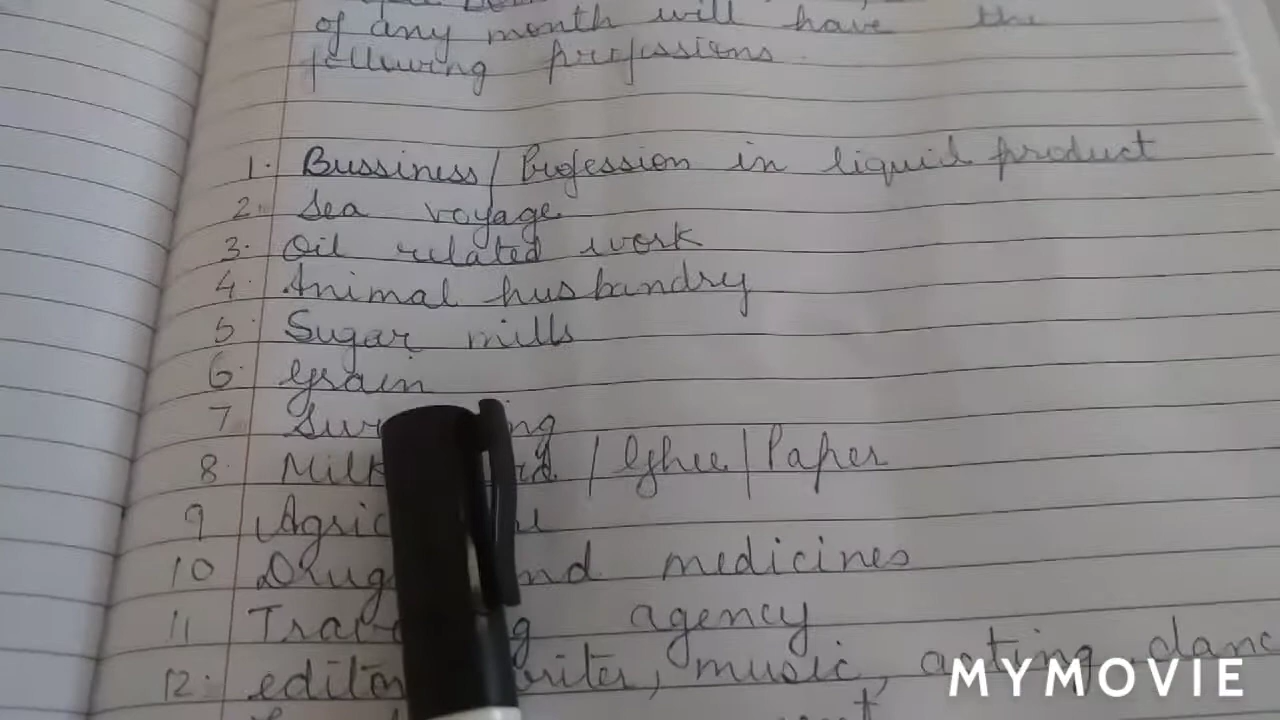 of any month will have the
following professions.
1. Bussiness/Profession in liquid product
2. Sea voyage
3. Oil related work
4. Animal husbandry
5. Sugar mills
6. Grain
7
8. Milk / Ghee / Paper
9
10 and medicines
11 agency
12. music, acting,
MYMOVIE